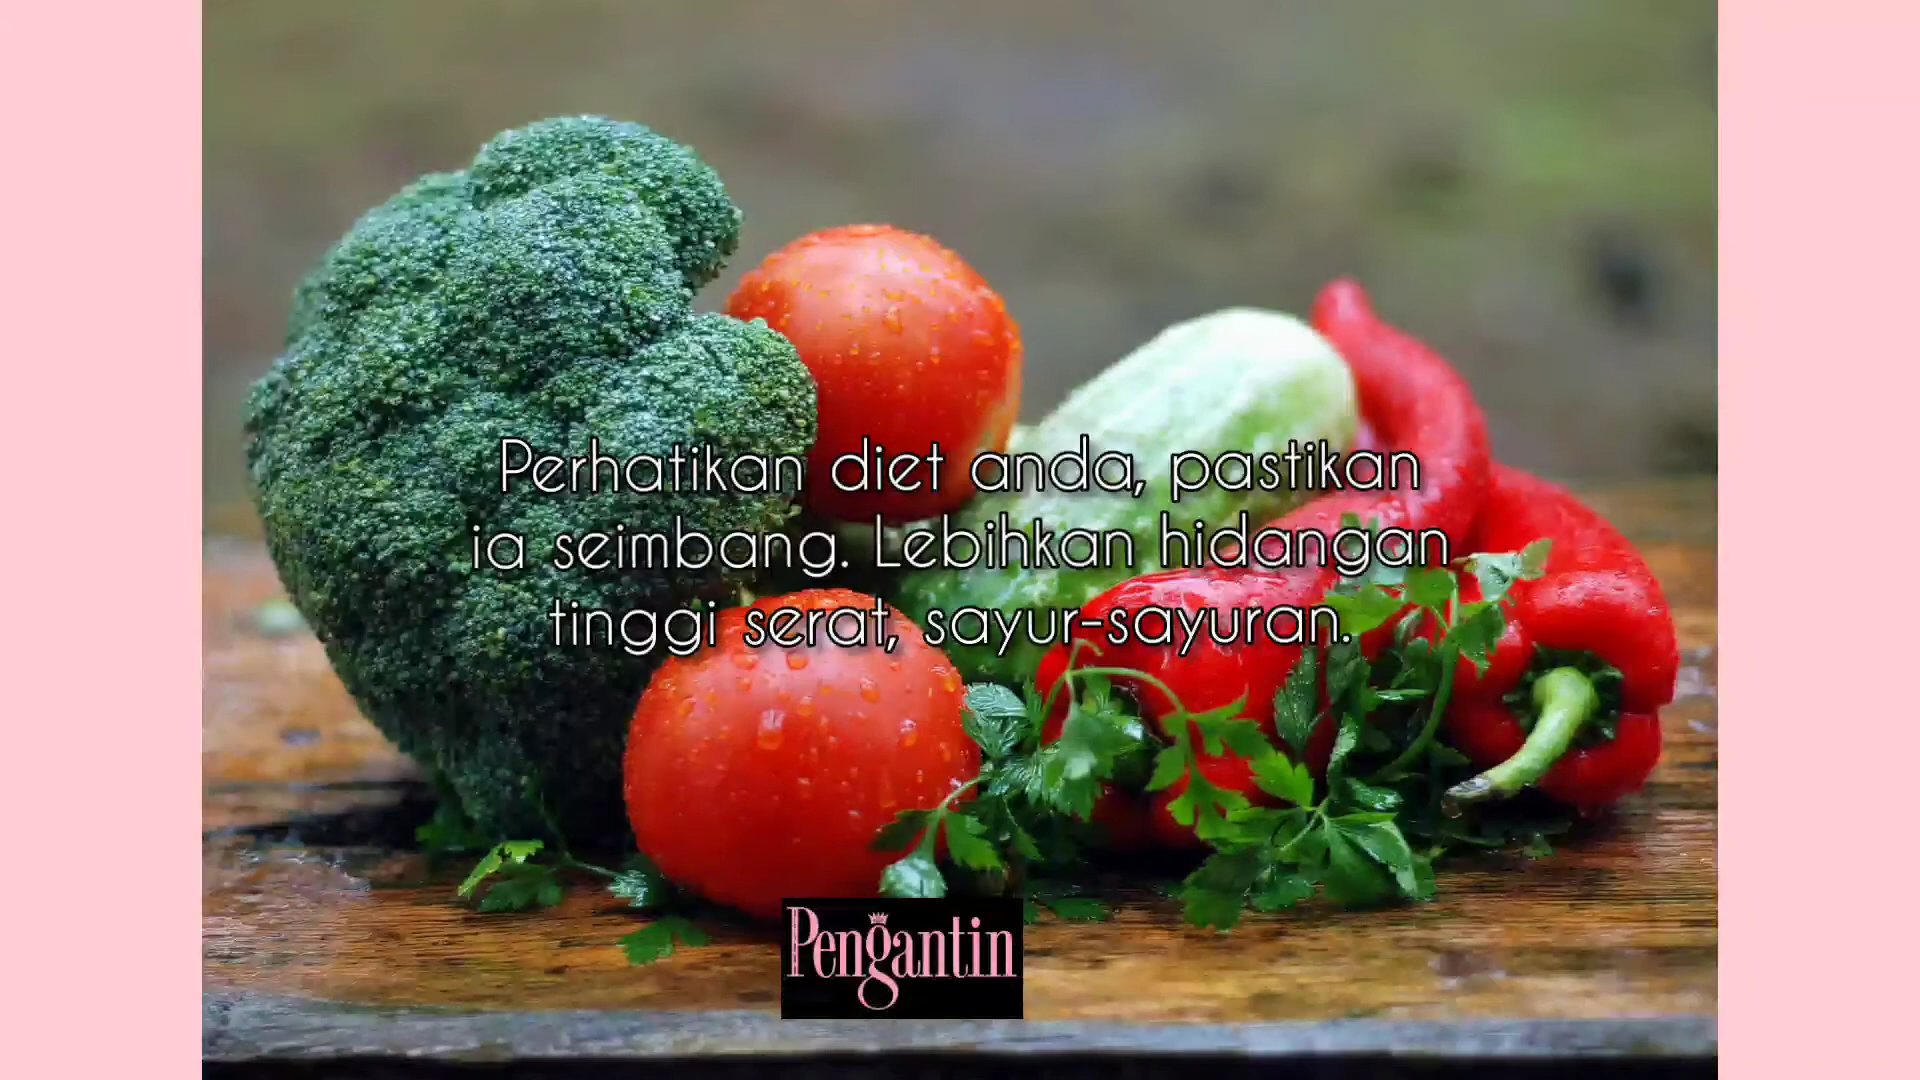 Perhatikan diet anda, pastikan
ia seimbang. Lebihkan hidangan
tinggi serat, sayur-sayuran.
Pengantin